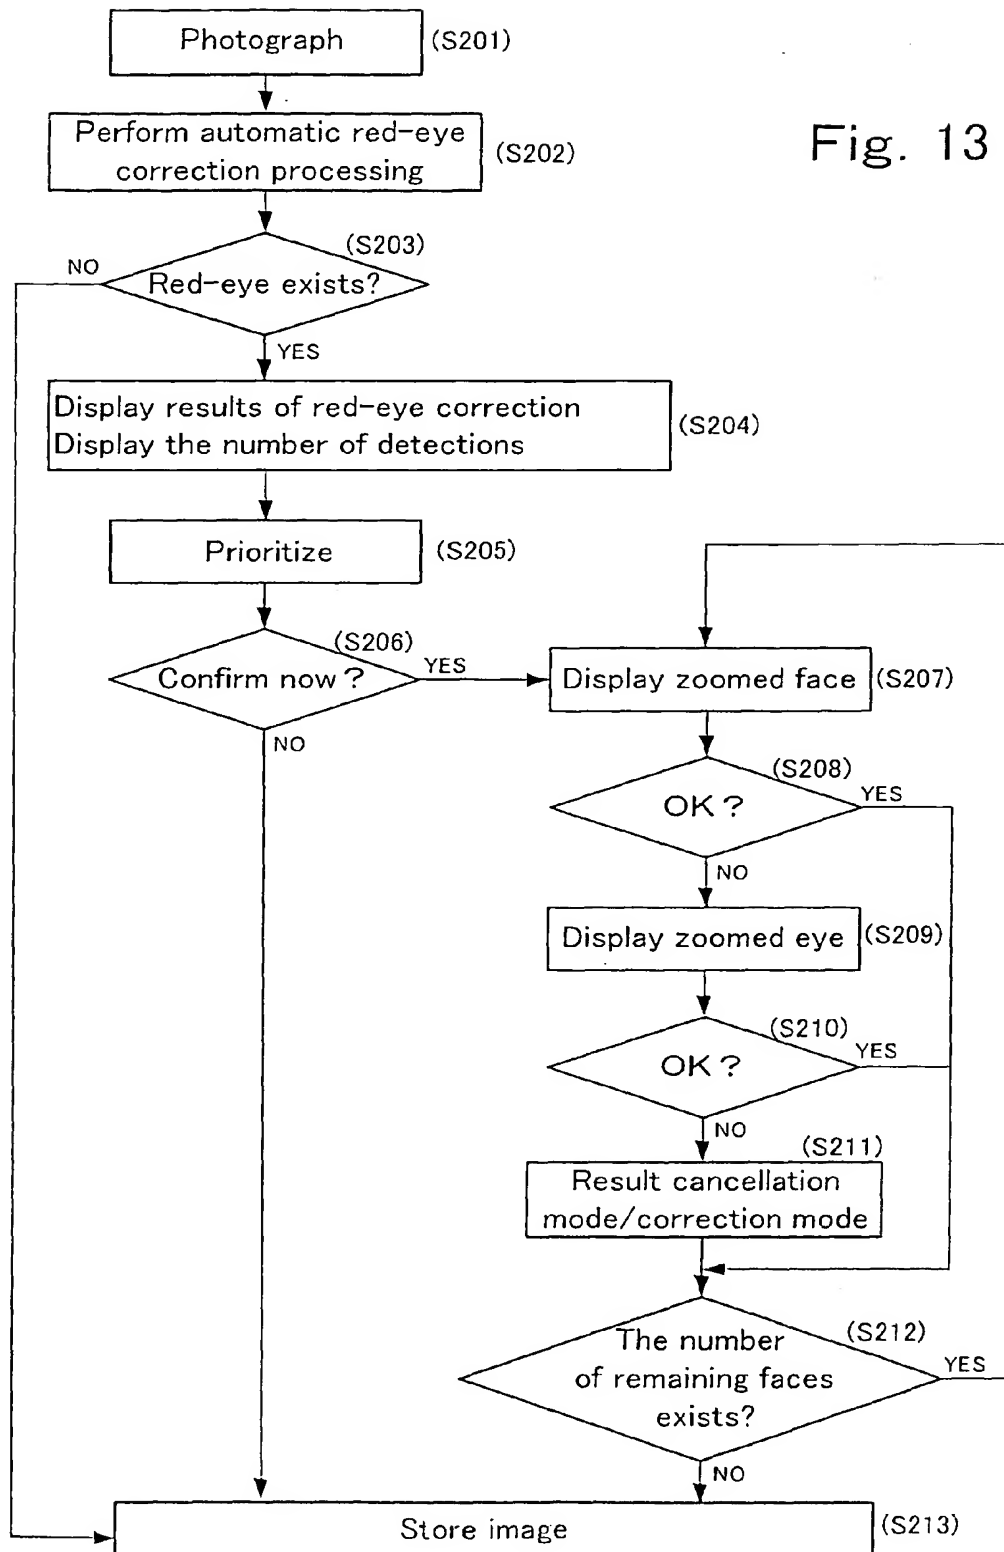 Photograph (S201)
Perform automatic red-eye
correction processing
(S202)
Fig. 13
(S203)
NO
Red-eye exists?
YES
Display results of red-eye correction
Display the number of detections
(S204)
Prioritize (S205)
(S206)
Confirm now?
YES
NO
Display zoomed face (S207)
(S208)
OK?
YES
NO
Display zoomed eye (S209)
(S210)
OK?
YES
NO
(S211)
Result cancellation
mode/correction mode
(S212)
The number
of remaining faces
exists?
YES
NO
Store image (S213)